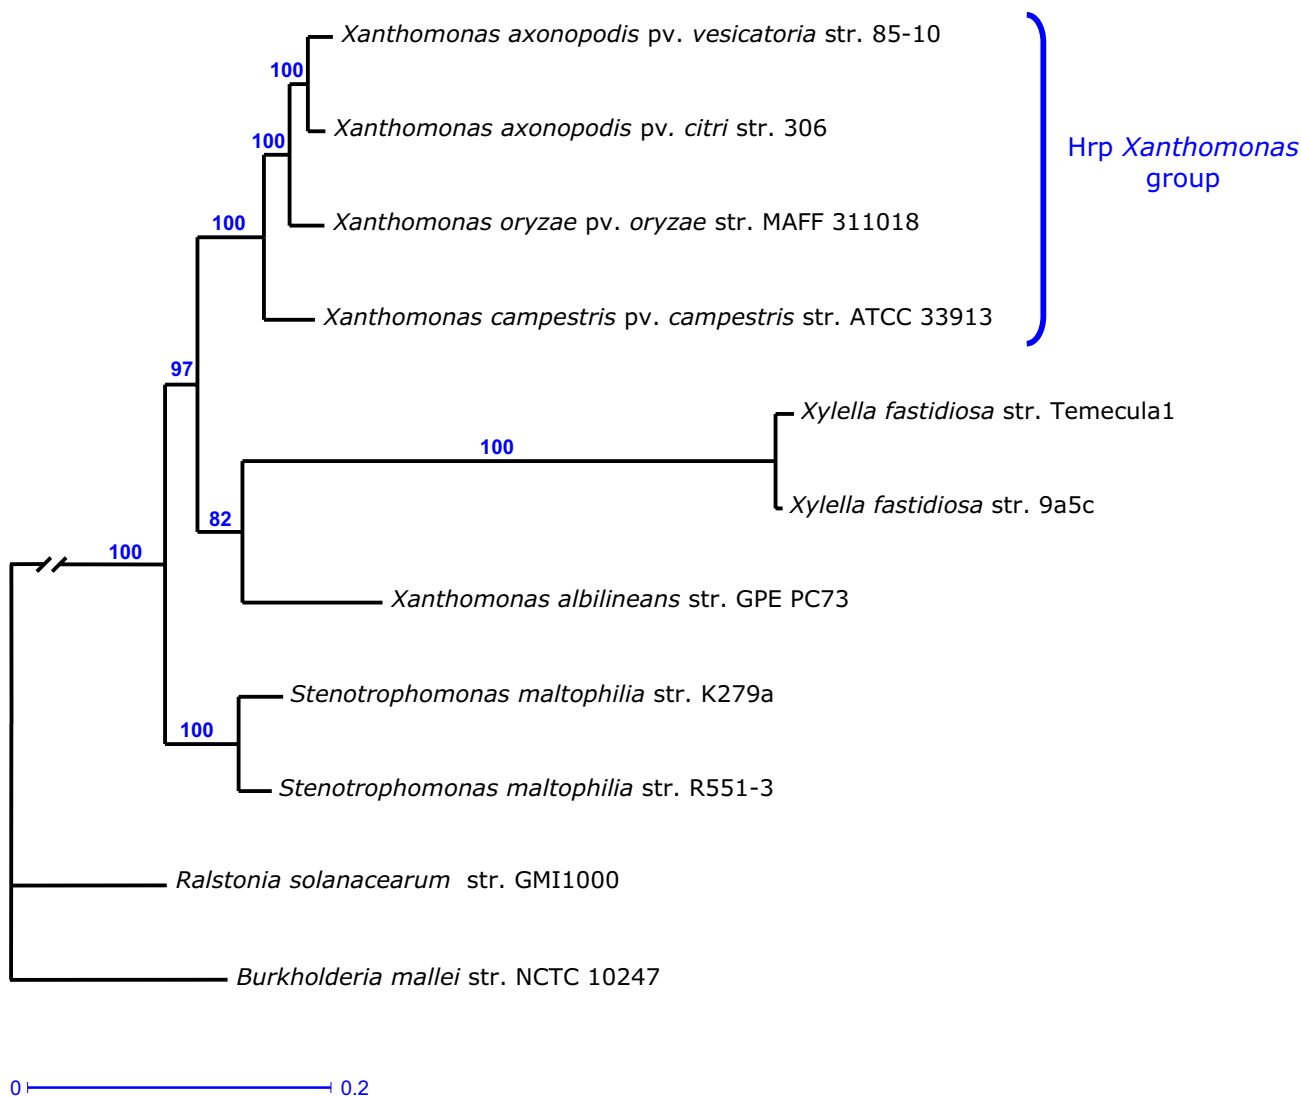 Xanthomonas axonopodis pv. vesicatoria str. 85-10
100
Xanthomonas axonopodis pv. citri str. 306
100
Hrp Xanthomonas
group
Xanthomonas oryzae pv. oryzae str. MAFF 311018
100
Xanthomonas campestris pv. campestris str. ATCC 33913
97
Xylella fastidiosa str. Temecula1
100
Xylella fastidiosa str. 9a5c
82
100
Xanthomonas albilineans str. GPE PC73
Stenotrophomonas maltophilia str. K279a
100
Stenotrophomonas maltophilia str. R551-3
Ralstonia solanacearum str. GMI1000
Burkholderia mallei str. NCTC 10247
0 0.2